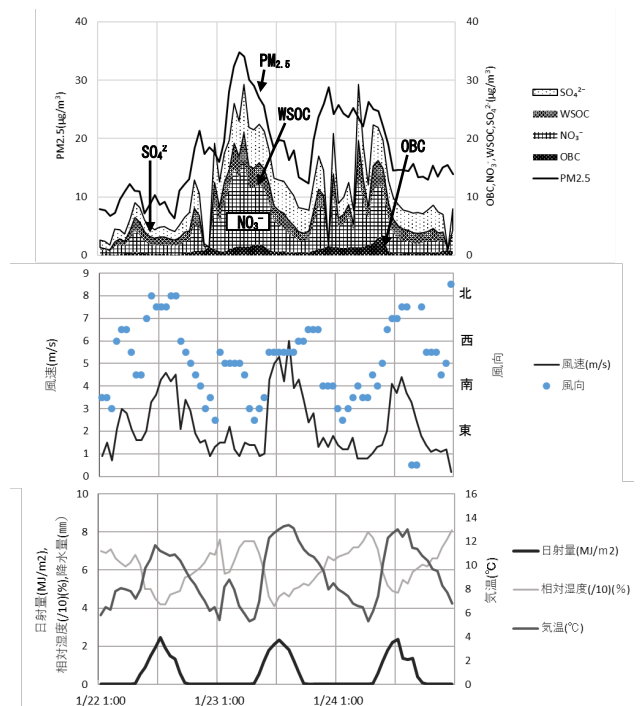 40
30
20
10
0
PM2.5(μg/m³)
PM₂.₅
WSOC
SO₄²
OBC
NO₃⁻
40
30
20
10
0
OBC,NO₃⁻,WSOC,SO₄²⁻(μg/m³)
SO₄²⁻
WSOC
NO₃⁻
OBC
PM2.5
9
8
7
6
5
4
3
2
1
0
風速(m/s)
北
西
南
東
風向
風速(m/s)
風向
10
8
6
4
2
0
日射量(MJ/m2),
相対湿度(/10)(%),降水量(㎜)
16
14
12
10
8
6
4
2
0
気温(℃)
日射量(MJ/m2)
相対湿度(/10)(%)
気温(℃)
1/22 1:00
1/23 1:00
1/24 1:00